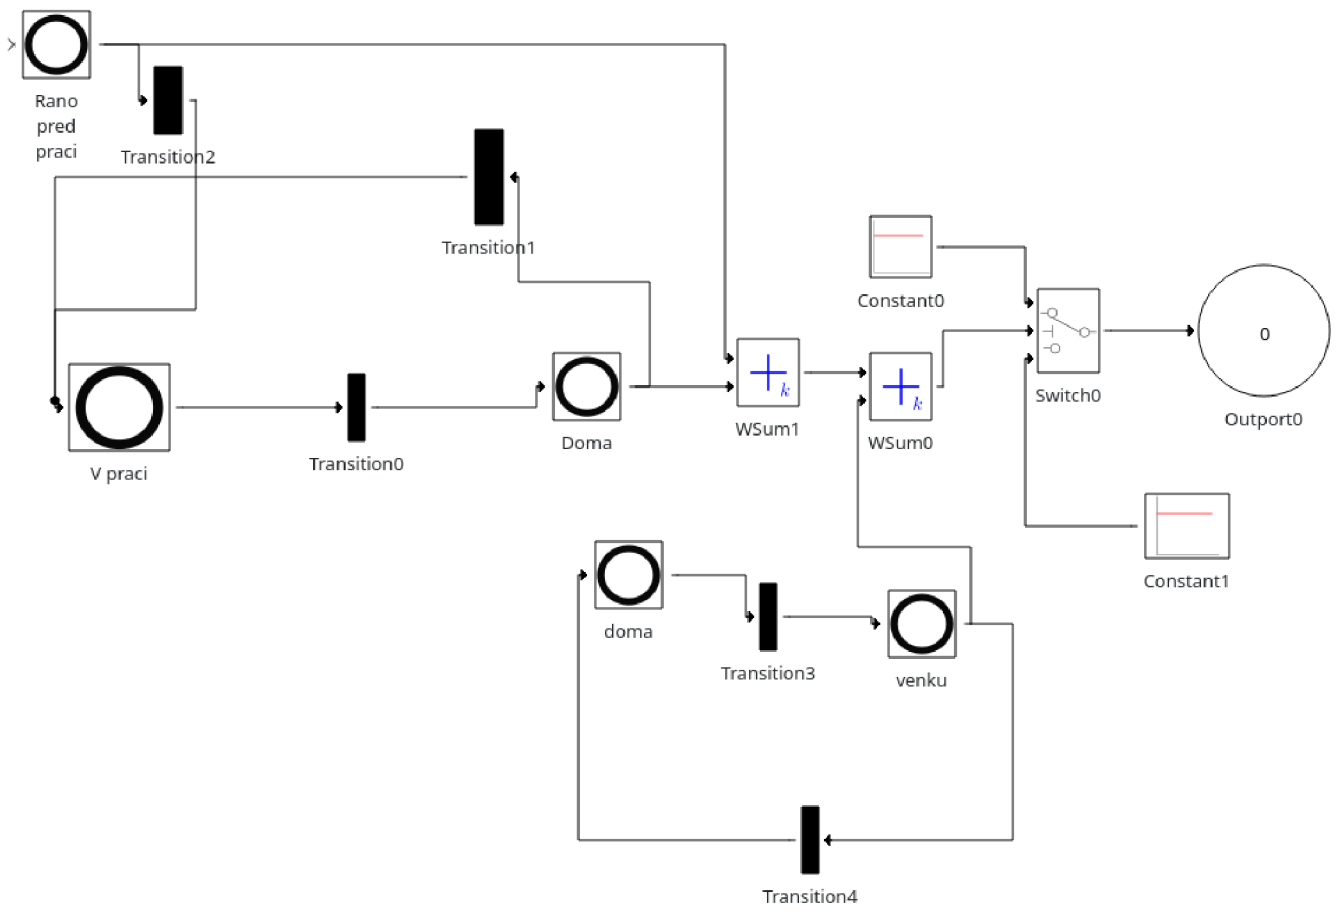 Rano
pred
praci
Transition2
Transition1
Constant0
0
Switch0
Outport0
k
WSum1
k
WSum0
Doma
Transition0
V praci
Constant1
doma
Transition3
venku
Transition4